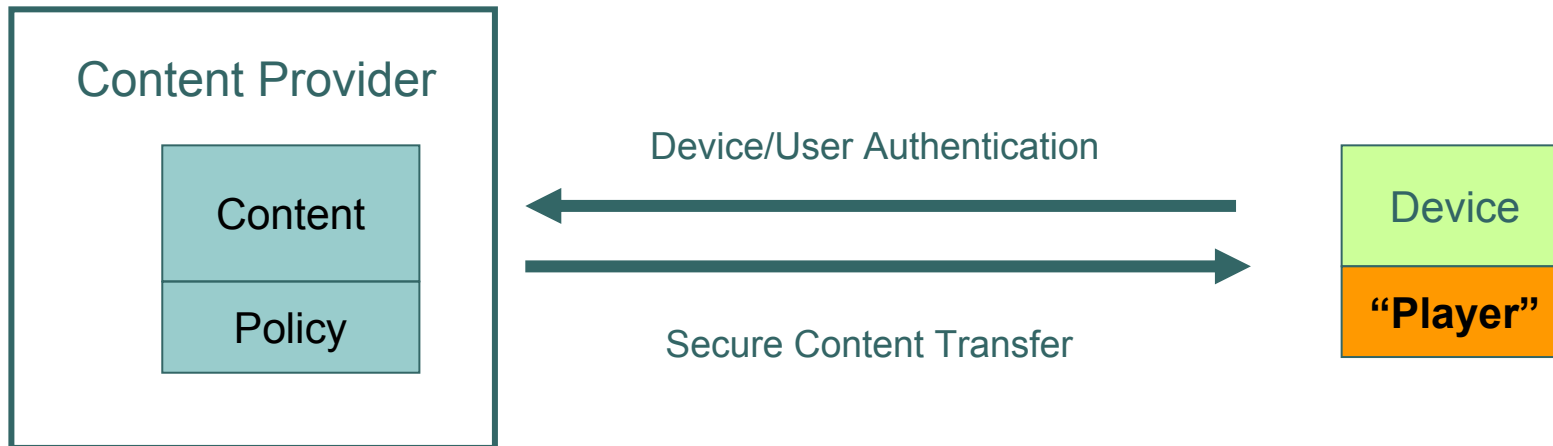 Content Provider
Content
Policy
Device/User Authentication
Secure Content Transfer
Device
“Player”